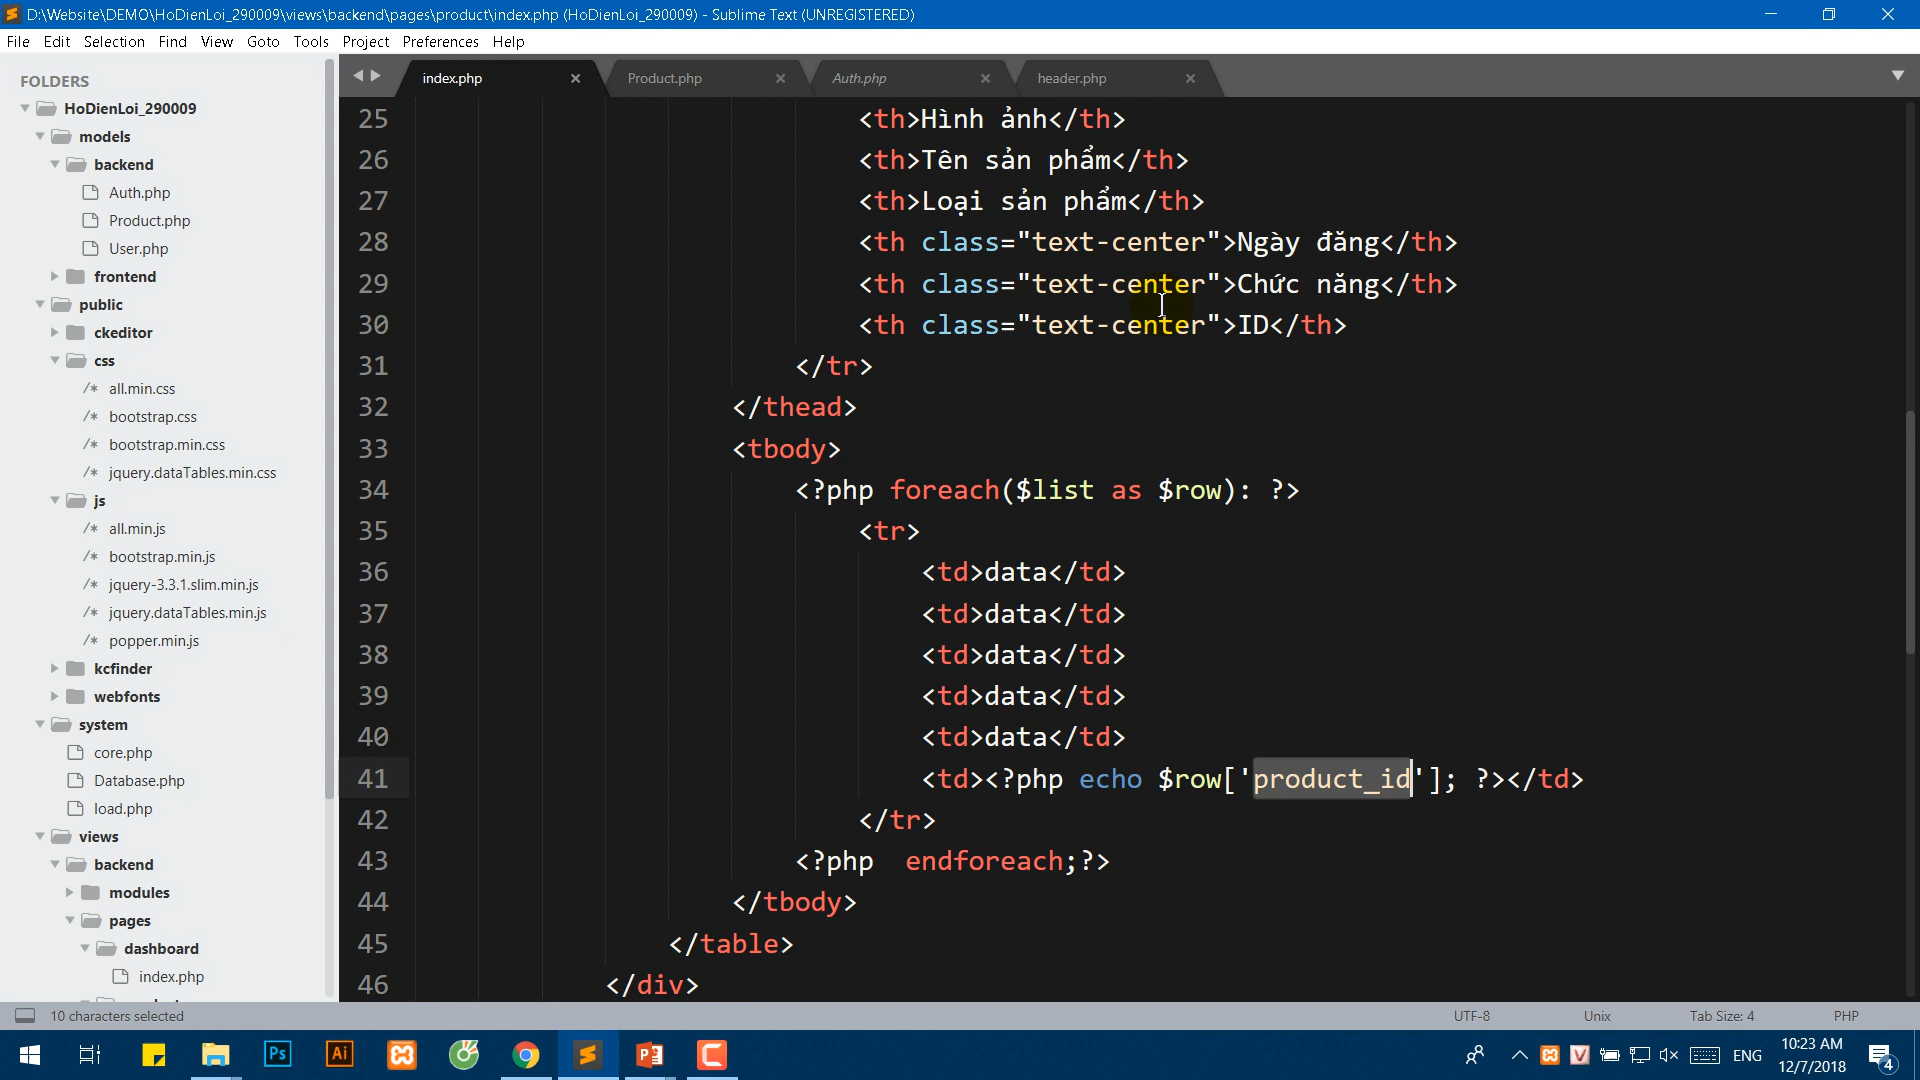 D:\Website\DEMO\HoDienLoi_290009\views\backend\pages\product\index.php (HoDienLoi_290009) - Sublime Text (UNREGISTERED)
File Edit Selection Find View Goto Tools Project Preferences Help
FOLDERS
HoDienLoi_290009
models
backend
Auth.php
Product.php
User.php
frontend
public
ckeditor
css
/* all.min.css
/* bootstrap.css
/* bootstrap.min.css
/* jquery.dataTables.min.css
js
/* all.min.js
/* bootstrap.min.js
/* jquery-3.3.1.slim.min.js
/* jquery.dataTables.min.js
/* popper.min.js
kcfinder
webfonts
system
core.php
Database.php
load.php
views
backend
modules
pages
dashboard
index.php
index.php Product.php Auth.php header.php
25 <th>Hình ảnh</th>
26 <th>Tên sản phẩm</th>
27 <th>Loại sản phẩm</th>
28 <th class="text-center">Ngày đăng</th>
29 <th class="text-center">Chức năng</th>
30 <th class="text-center">ID</th>
31 </tr>
32 </thead>
33 <tbody>
34 <?php foreach($list as $row): ?>
35 <tr>
36 <td>data</td>
37 <td>data</td>
38 <td>data</td>
39 <td>data</td>
40 <td>data</td>
41 <td><?php echo $row['product_id']; ?></td>
42 </tr>
43 <?php  endforeach;?>
44 </tbody>
45 </table>
46 </div>
10 characters selected UTF-8 Unix Tab Size: 4 PHP
Ps Ai ENG
10:23 AM
12/7/2018
4